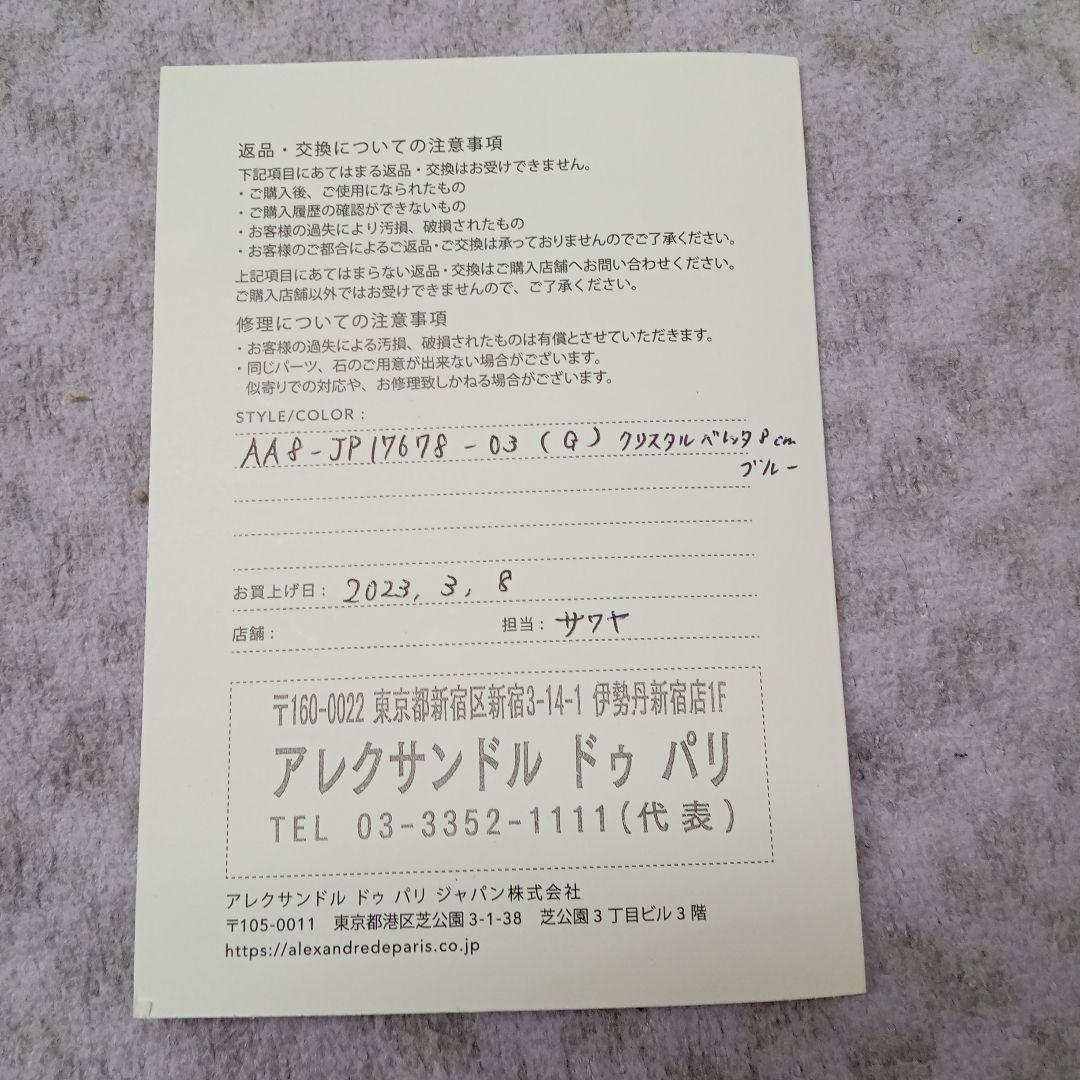 返品・交換についての注意事項
下記項目にあてはまる返品・交換はお受けできません。
・ご購入後、ご使用になられたもの
・ご購入履歴の確認ができないもの
・お客様の過失により汚損、破損されたもの
・お客様のご都合によるご返品・ご交換は承っておりませんのでご了承ください。
上記項目にあてはまらない返品・交換はご購入店舗へお問い合わせください。
ご購入店舗以外ではお受けできませんので、ご了承ください。
修理についての注意事項
・お客様の過失による汚損、破損されたものは有償とさせていただきます。
・同じパーツ、石のご用意が出来ない場合がございます。
似寄りでの対応や、お修理致しかねる場合がございます。
STYLE/COLOR :
AA8-JP17678-03 (G) クリスタルベレッタ8cm
ブルー
お買上げ日 : 2023, 3, 8
店舗 : 担当 : サワヤ
〒160-0022 東京都新宿区新宿3-14-1 伊勢丹新宿店1F
アレクサンドル ドゥ パリ
TEL 03-3352-1111(代表)
アレクサンドル ドゥ パリ ジャパン株式会社
〒105-0011 東京都港区芝公園 3-1-38 芝公園 3 丁目ビル 3 階
https://alexandredeparis.co.jp